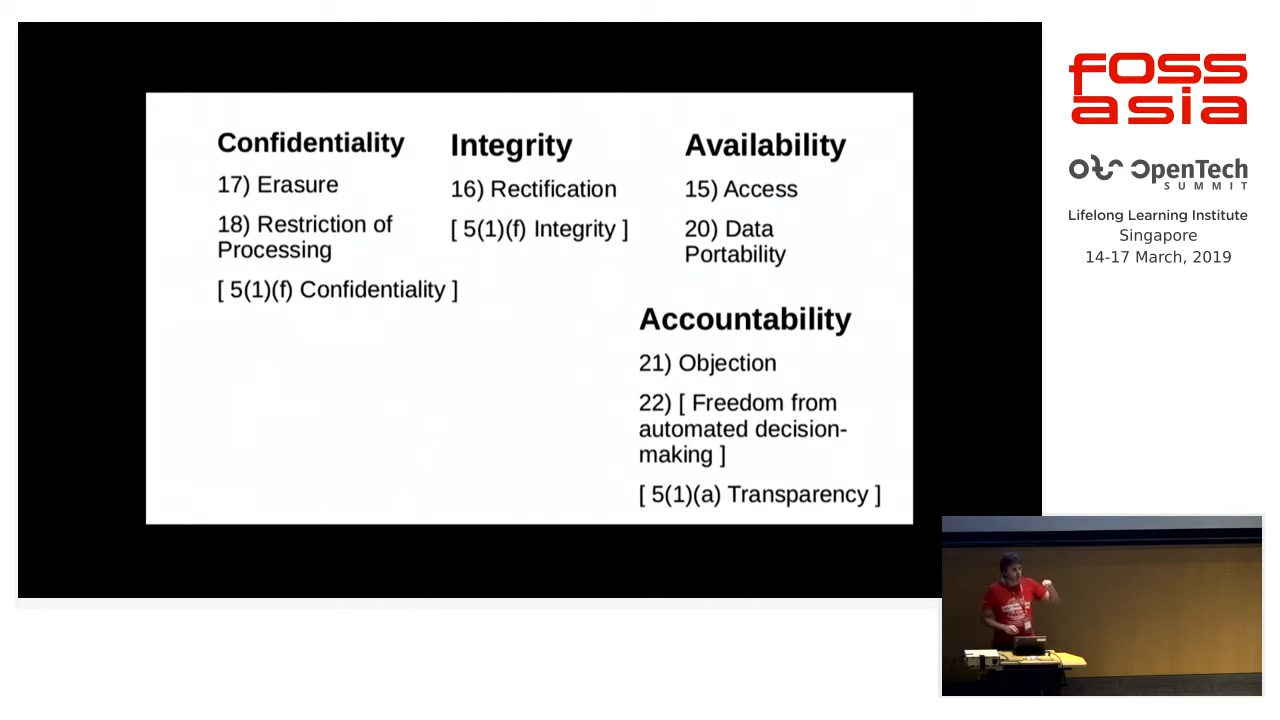 Confidentiality
17) Erasure
18) Restriction of
Processing
[ 5(1)(f) Confidentiality ]
Integrity
16) Rectification
[ 5(1)(f) Integrity ]
Availability
15) Access
20) Data
Portability
Accountability
21) Objection
22) [ Freedom from
automated decision-
making ]
[ 5(1)(a) Transparency ]
FOSS
asia
OpenTech
SUMMIT
Lifelong Learning Institute
Singapore
14-17 March, 2019